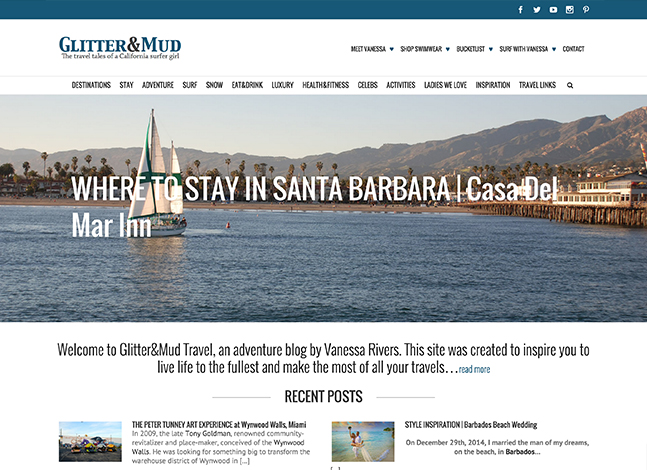 GLITTER&MUD
The travel tales of a California surfer girl
MEET VANESSA SHOP SWIMWEAR BUCKETLIST SURF WITH VANESSA CONTACT
DESTINATIONS STAY ADVENTURE SURF SNOW EAT&DRINK LUXURY HEALTH&FITNESS CELEBS ACTIVITIES LADIES WE LOVE INSPIRATION TRAVEL LINKS
WHERE TO STAY IN SANTA BARBARA | Casa Del
Mar Inn
Welcome to Glitter&Mud Travel, an adventure blog by Vanessa Rivers. This site was created to inspire you to
live life to the fullest and make the most of all your travels…read more
RECENT POSTS
THE PETER TUNNEY ART EXPERIENCE at Wynwood Walls, Miami
In 2009, the late Tony Goldman, renowned community-
revitalizer and place-maker, conceived of the Wynwood
Walls. He was looking for something big to transform the
warehouse district of Wynwood in [...]
STYLE INSPIRATION | Barbados Beach Wedding
On December 29th, 2014, I married the man of my dreams,
on the beach, in Barbados...
[...]